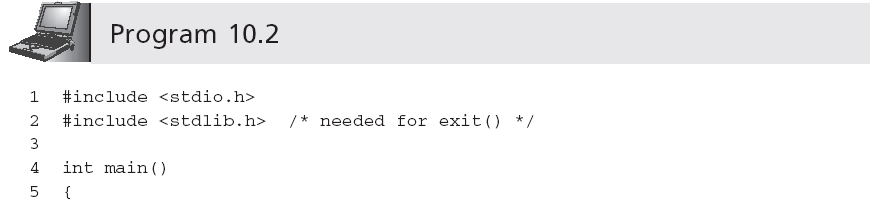 Program 10.2
1 #include <stdio.h>
2 #include <stdlib.h> /* needed for exit() */
3
4 int main()
5 {